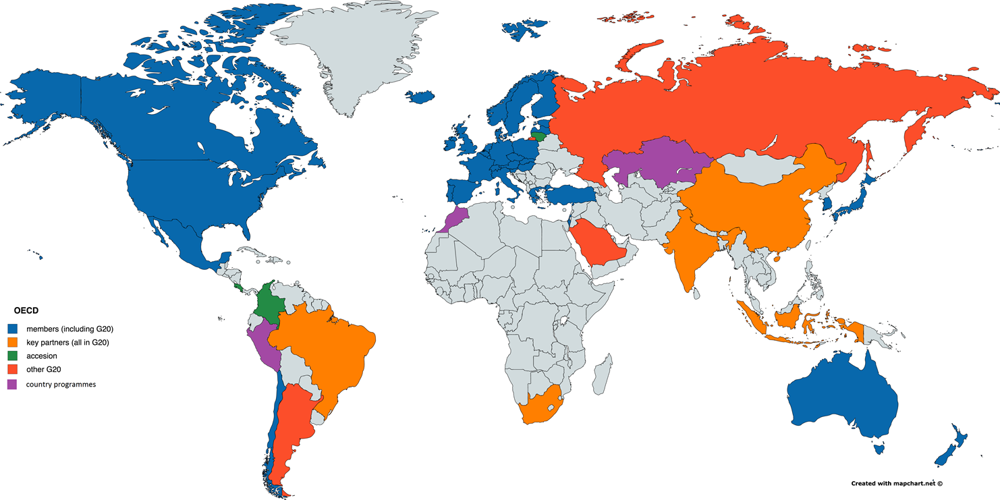 OECD
members (including G20)
key partners (all in G20)
accesion
other G20
country programmes
Created with mapchart.net ©